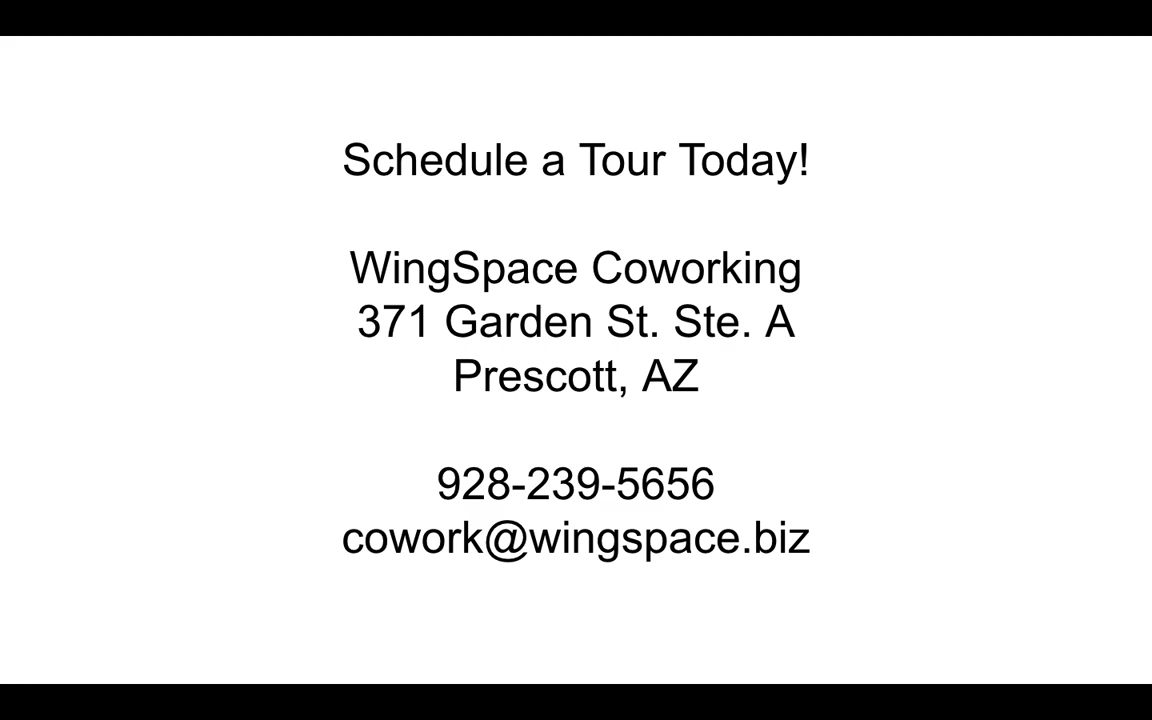 Schedule a Tour Today!
WingSpace Coworking
371 Garden St. Ste. A
Prescott, AZ
928-239-5656
cowork@wingspace.biz